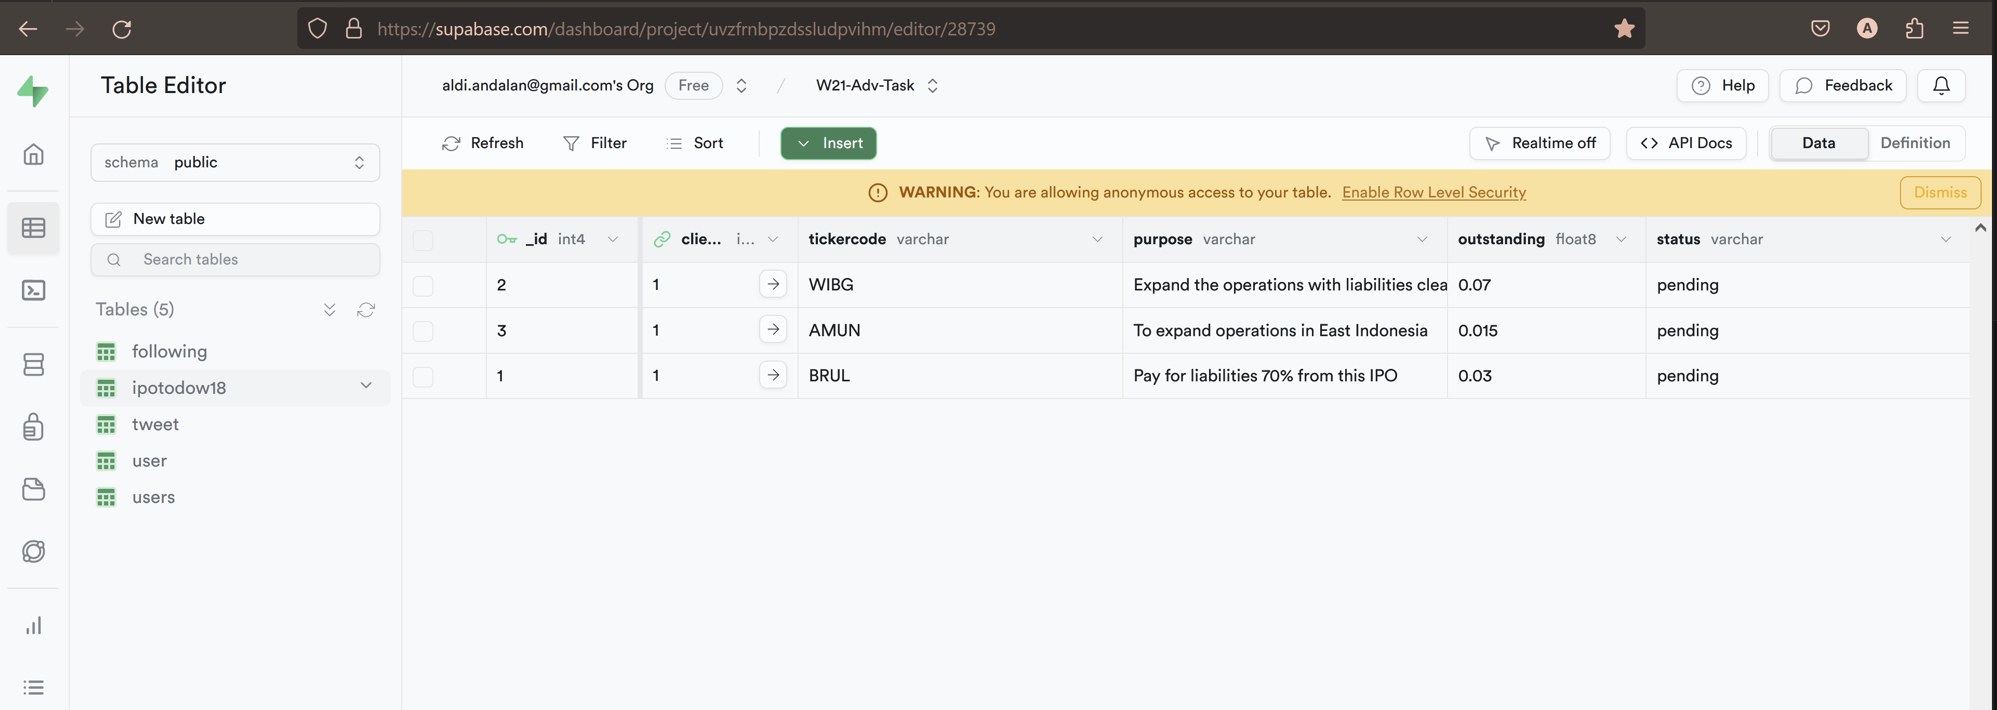 https://supabase.com/dashboard/project/uvzfrnbpzdssludpvihm/editor/28739
A
Table Editor
aldi.andalan@gmail.com's Org Free / W21-Adv-Task
Help
Feedback
schema public
Refresh
Filter
Sort
Insert
Realtime off
API Docs
Data
Definition
WARNING: You are allowing anonymous access to your table. Enable Row Level Security
Dismiss
New table
Search tables
Tables (5)
following
ipotodow18
tweet
user
users
_id int4 clie... i... tickercode varchar purpose varchar outstanding float8 status varchar
2 1 WIBG Expand the operations with liabilities clea 0.07 pending
3 1 AMUN To expand operations in East Indonesia 0.015 pending
1 1 BRUL Pay for liabilities 70% from this IPO 0.03 pending